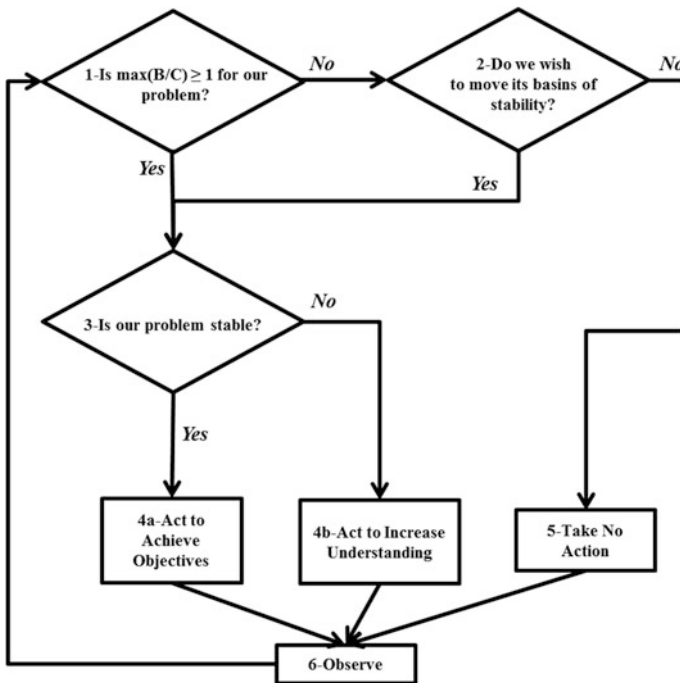 1-Is max(B/C) ≥ 1 for our
problem?
No
2-Do we wish
to move its basins of
stability?
No
Yes
Yes
3-Is our problem stable?
No
Yes
4a-Act to
Achieve
Objectives
4b-Act to Increase
Understanding
5-Take No
Action
6-Observe